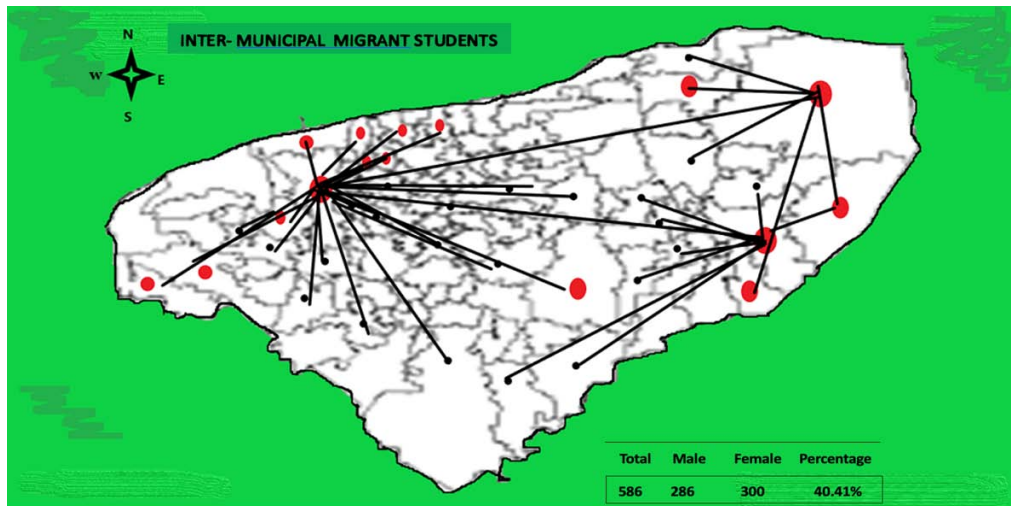 INTER- MUNICIPAL MIGRANT STUDENTS
N
W E
S
Total Male Female Percentage
586 286 300 40.41%